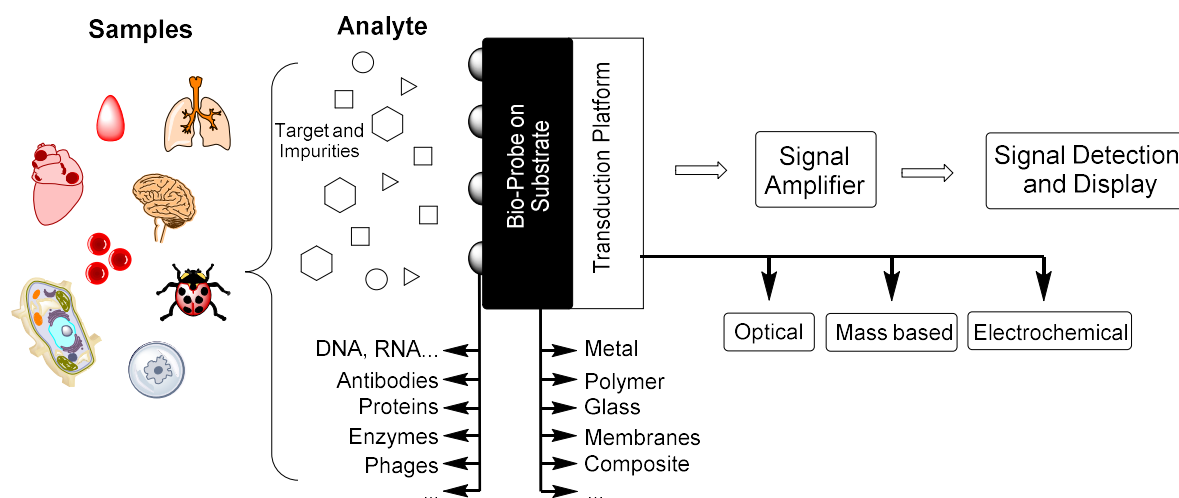 Samples
Analyte
Target and
Impurities
Bio-Probe on
Substrate
Transduction Platform
Signal
Amplifier
Signal Detection
and Display
Optical
Mass based
Electrochemical
DNA, RNA...
Antibodies
Proteins
Enzymes
Phages
...
Metal
Polymer
Glass
Membranes
Composite
...